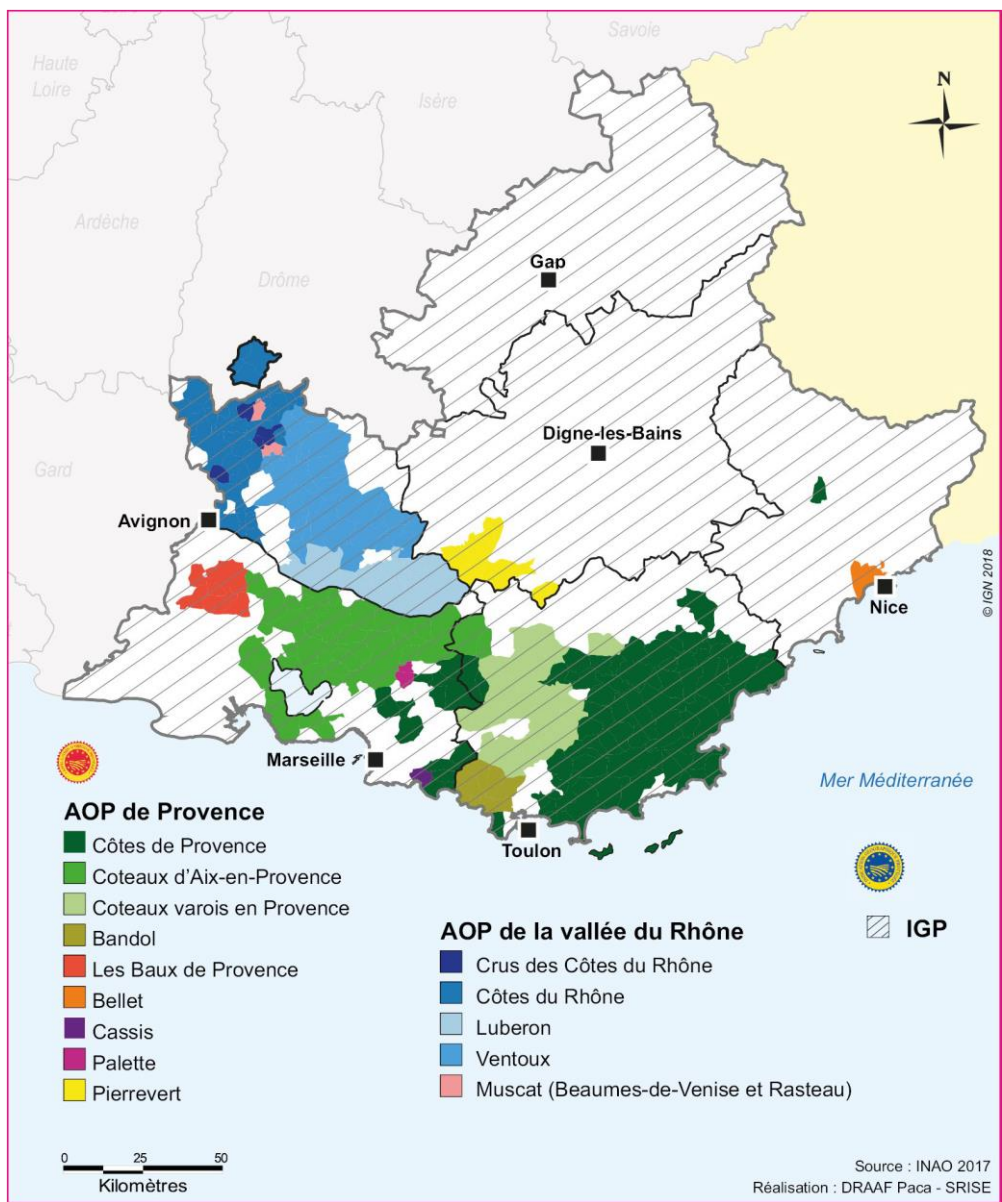 Savoie
Haute
Loire
Isère
N
Ardèche
Drôme
Gap
Digne-les-Bains
Gard
Avignon
© IGN 2018
Nice
Marseille
Mer Méditerranée
Toulon
AOP de Provence
Côtes de Provence
Coteaux d'Aix-en-Provence
Coteaux varois en Provence
Bandol
Les Baux de Provence
Bellet
Cassis
Palette
Pierrevert
AOP de la vallée du Rhône
Crus des Côtes du Rhône
Côtes du Rhône
Luberon
Ventoux
Muscat (Beaumes-de-Venise et Rasteau)
IGP
0 25 50
Kilomètres
Source : INAO 2017
Réalisation : DRAAF Paca - SRISE